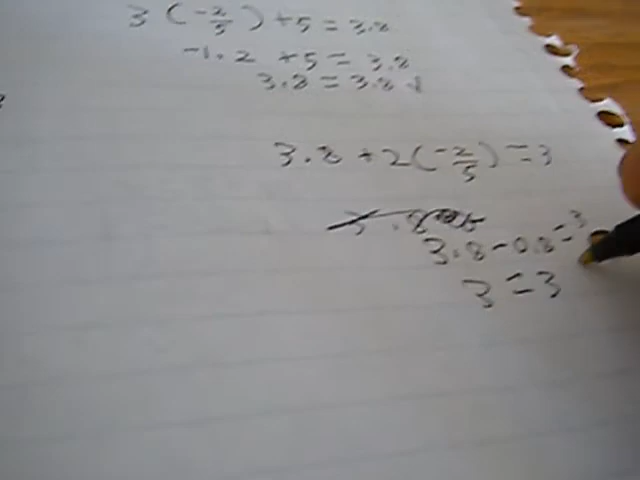 3 (-2/5) +5 = 3.8
-1.2 +5 = 3.8
3.8 = 3.8 √
3.8 + 2(-2/5) = 3
3.8 - 0.8 = 3
3 = 3